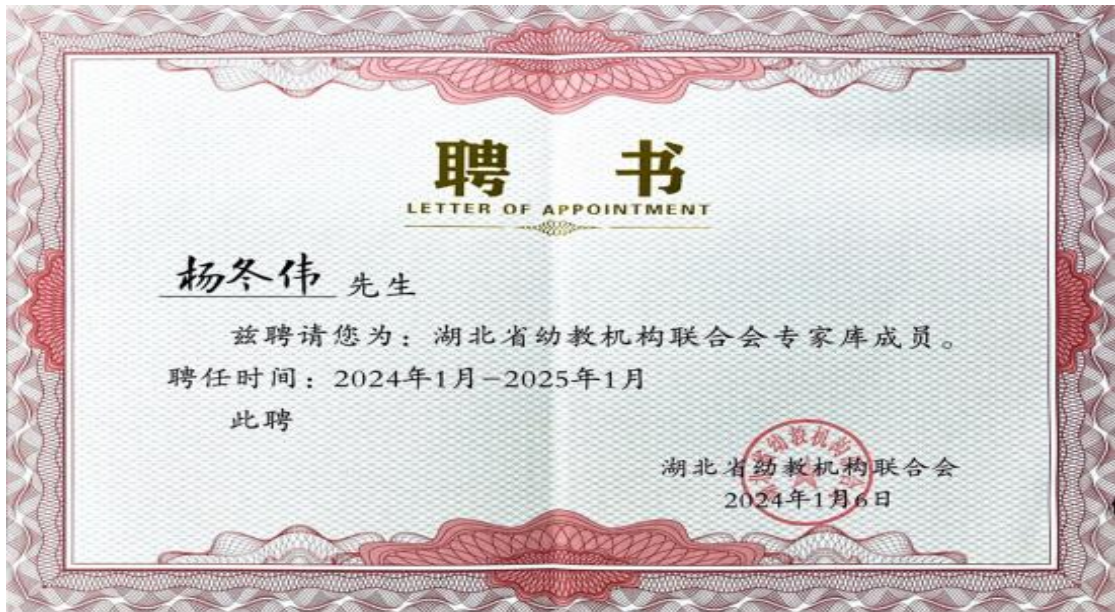 聘 书
LETTER OF APPOINTMENT
杨冬伟 先生
兹聘请您为：湖北省幼教机构联合会专家库成员。
聘任时间：2024年1月-2025年1月
此聘
湖北省幼教机构联合会
2024年1月6日